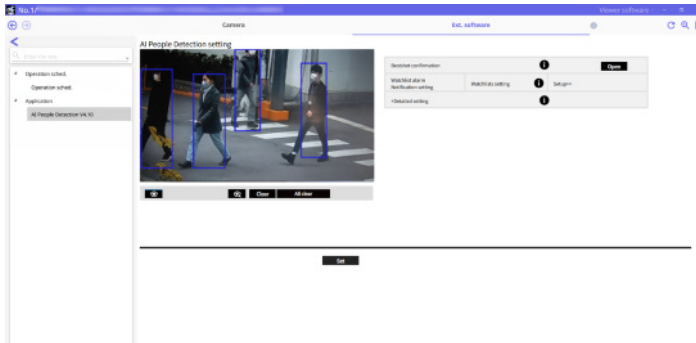 No.1/
Viewer software
Camera
Ext. software
AI People Detection setting
Operation sched.
Operation sched.
Application
AI People Detection V4.10
Bestshot confirmation
Open
Watchlist alarm
Notification setting
Watchlists setting
Setup>>
+Detailed setting
Clear
All clear
Set